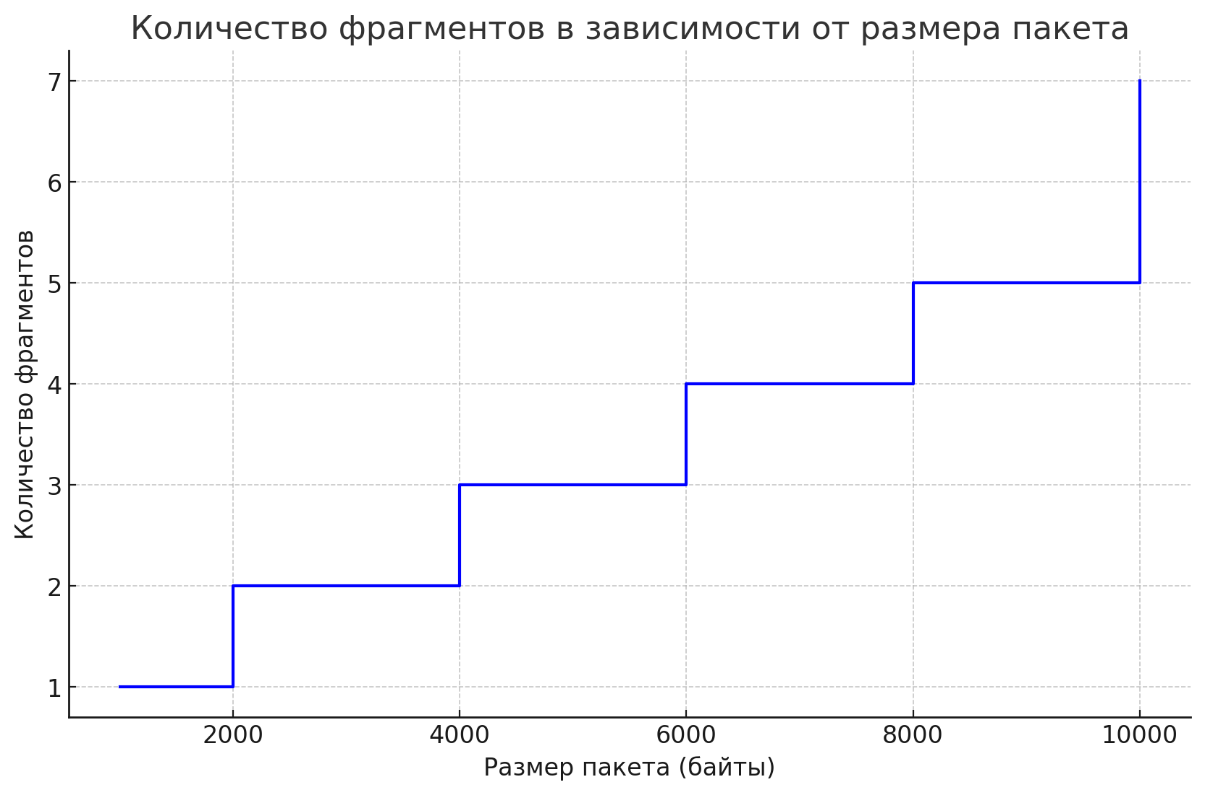 Количество фрагментов в зависимости от размера пакета
Количество фрагментов
7
6
5
4
3
2
1
2000 4000 6000 8000 10000
Размер пакета (байты)